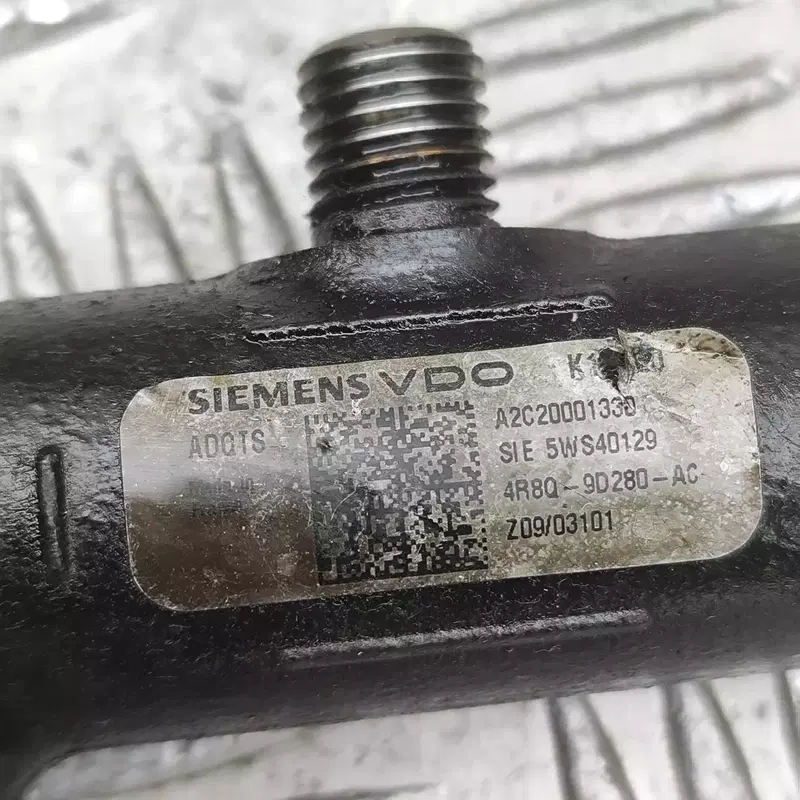 SIEMENS VDO
ADQTS
A2C20001330
SIE 5WS40129
4R8Q-9D280-AC
Z09/03101